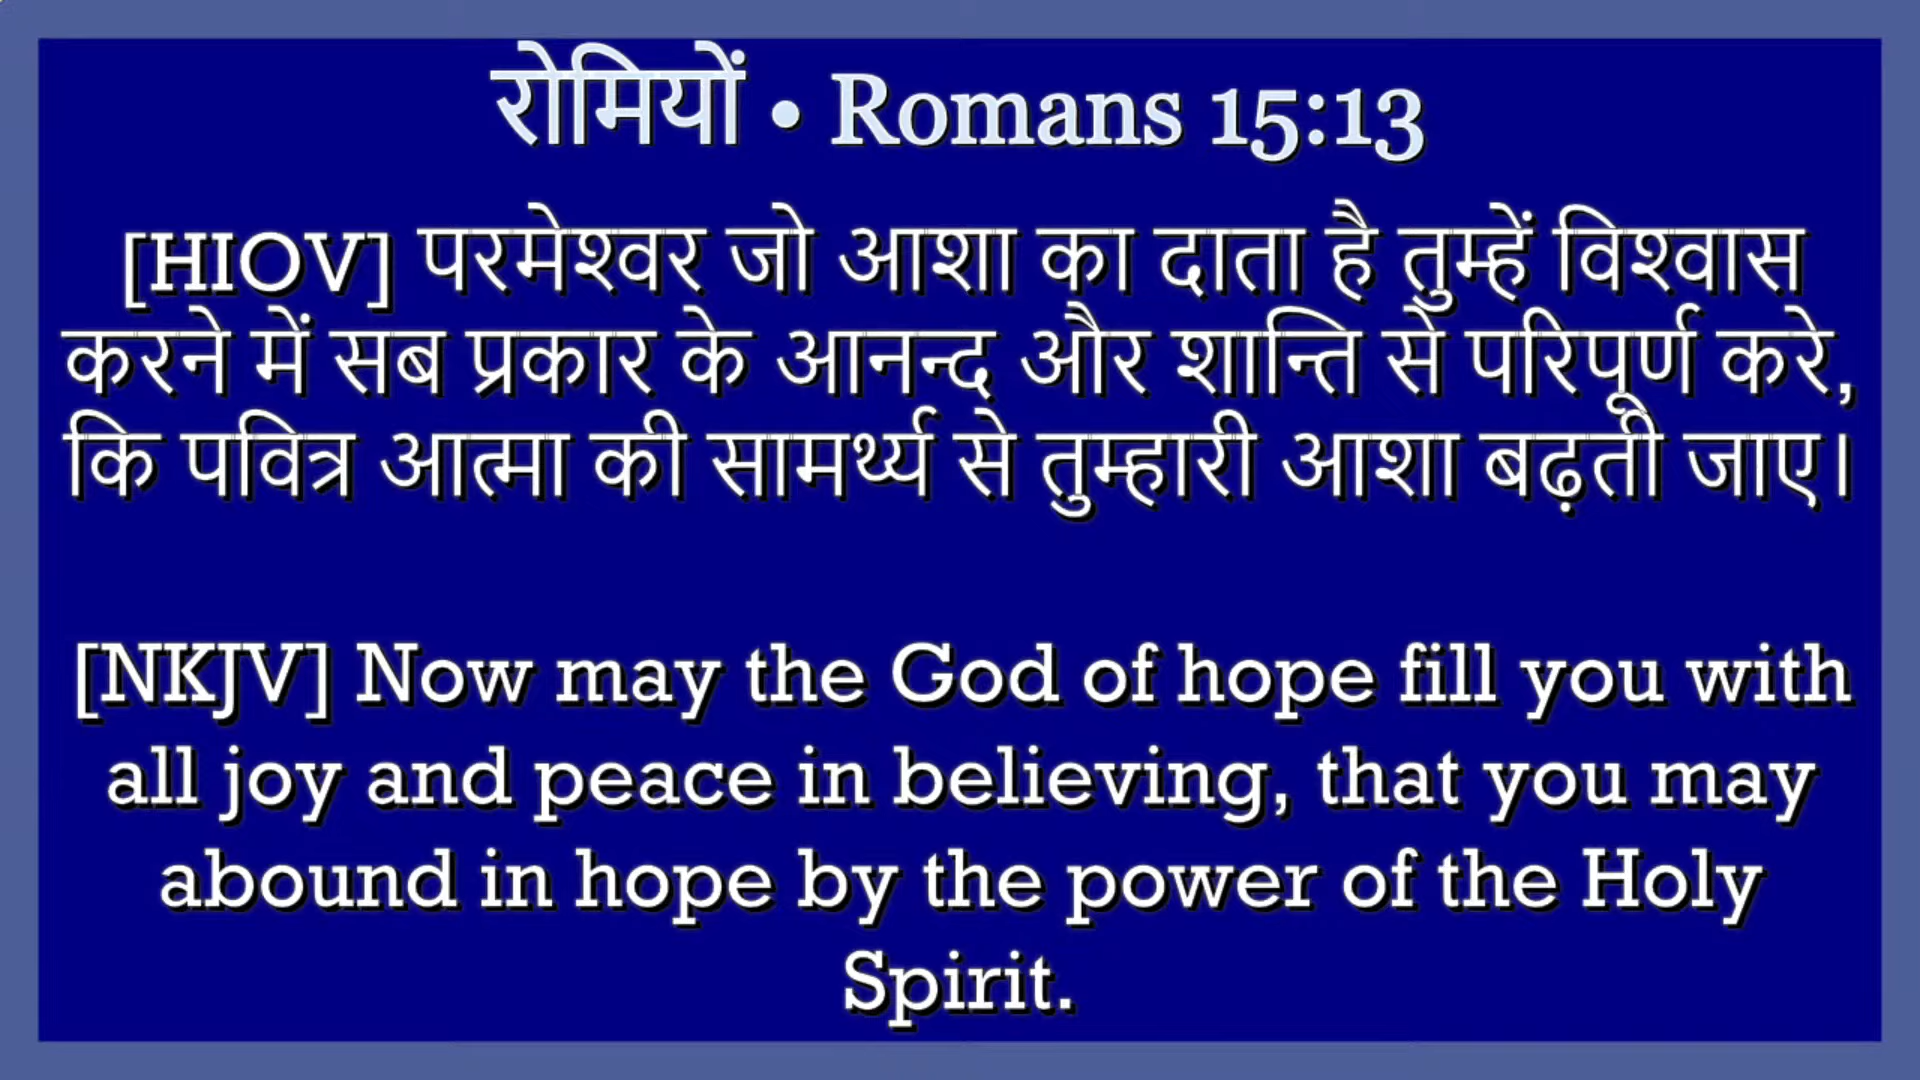 रोमियों • Romans 15:13
[HIOV] परमेश्वर जो आशा का दाता है तुम्हें विश्वास
करने में सब प्रकार के आनन्द और शान्ति से परिपूर्ण करे,
कि पवित्र आत्मा की सामर्थ्य से तुम्हारी आशा बढ़ती जाए।
[NKJV] Now may the God of hope fill you with
all joy and peace in believing, that you may
abound in hope by the power of the Holy
Spirit.